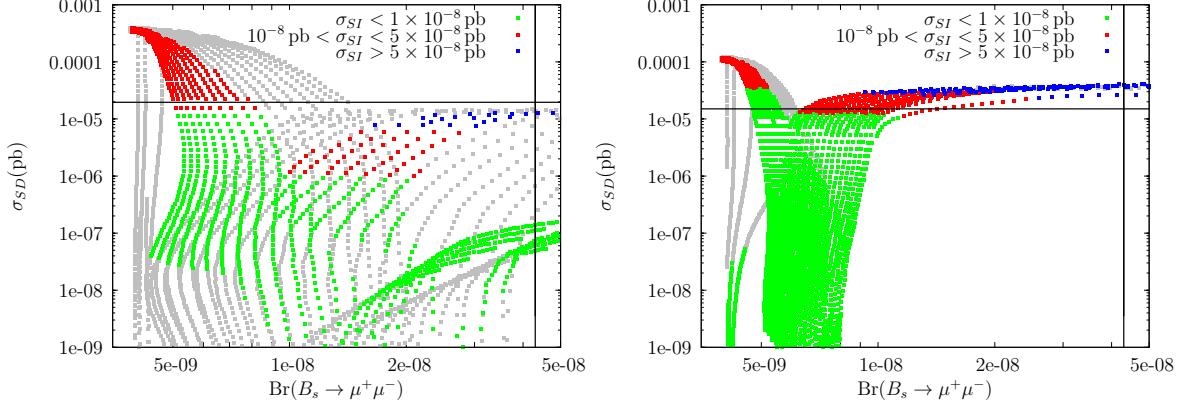 σ_SI < 1 × 10⁻⁸ pb
10⁻⁸ pb < σ_SI < 5 × 10⁻⁸ pb
σ_SI > 5 × 10⁻⁸ pb
0.0001
1e-05
1e-06
1e-07
1e-08
1e-09
σ_SD(pb)
5e-09 1e-08 2e-08 5e-08
Br(B_s → μ⁺μ⁻)
σ_SI < 1 × 10⁻⁸ pb
10⁻⁸ pb < σ_SI < 5 × 10⁻⁸ pb
σ_SI > 5 × 10⁻⁸ pb
0.0001
1e-05
1e-06
1e-07
1e-08
1e-09
σ_SD(pb)
5e-09 1e-08 2e-08 5e-08
Br(B_s → μ⁺μ⁻)